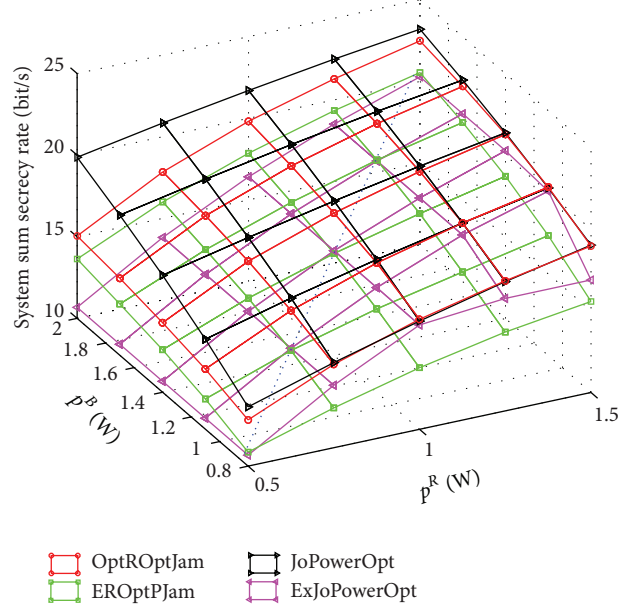 System sum secrecy rate (bit/s)
25
20
15
10
2
1.8
1.6
1.4
1.2
1
0.8
p^B (W)
0.5
1
1.5
p^R (W)
OptROptJam
EROptPJam
JoPowerOpt
ExJoPowerOpt